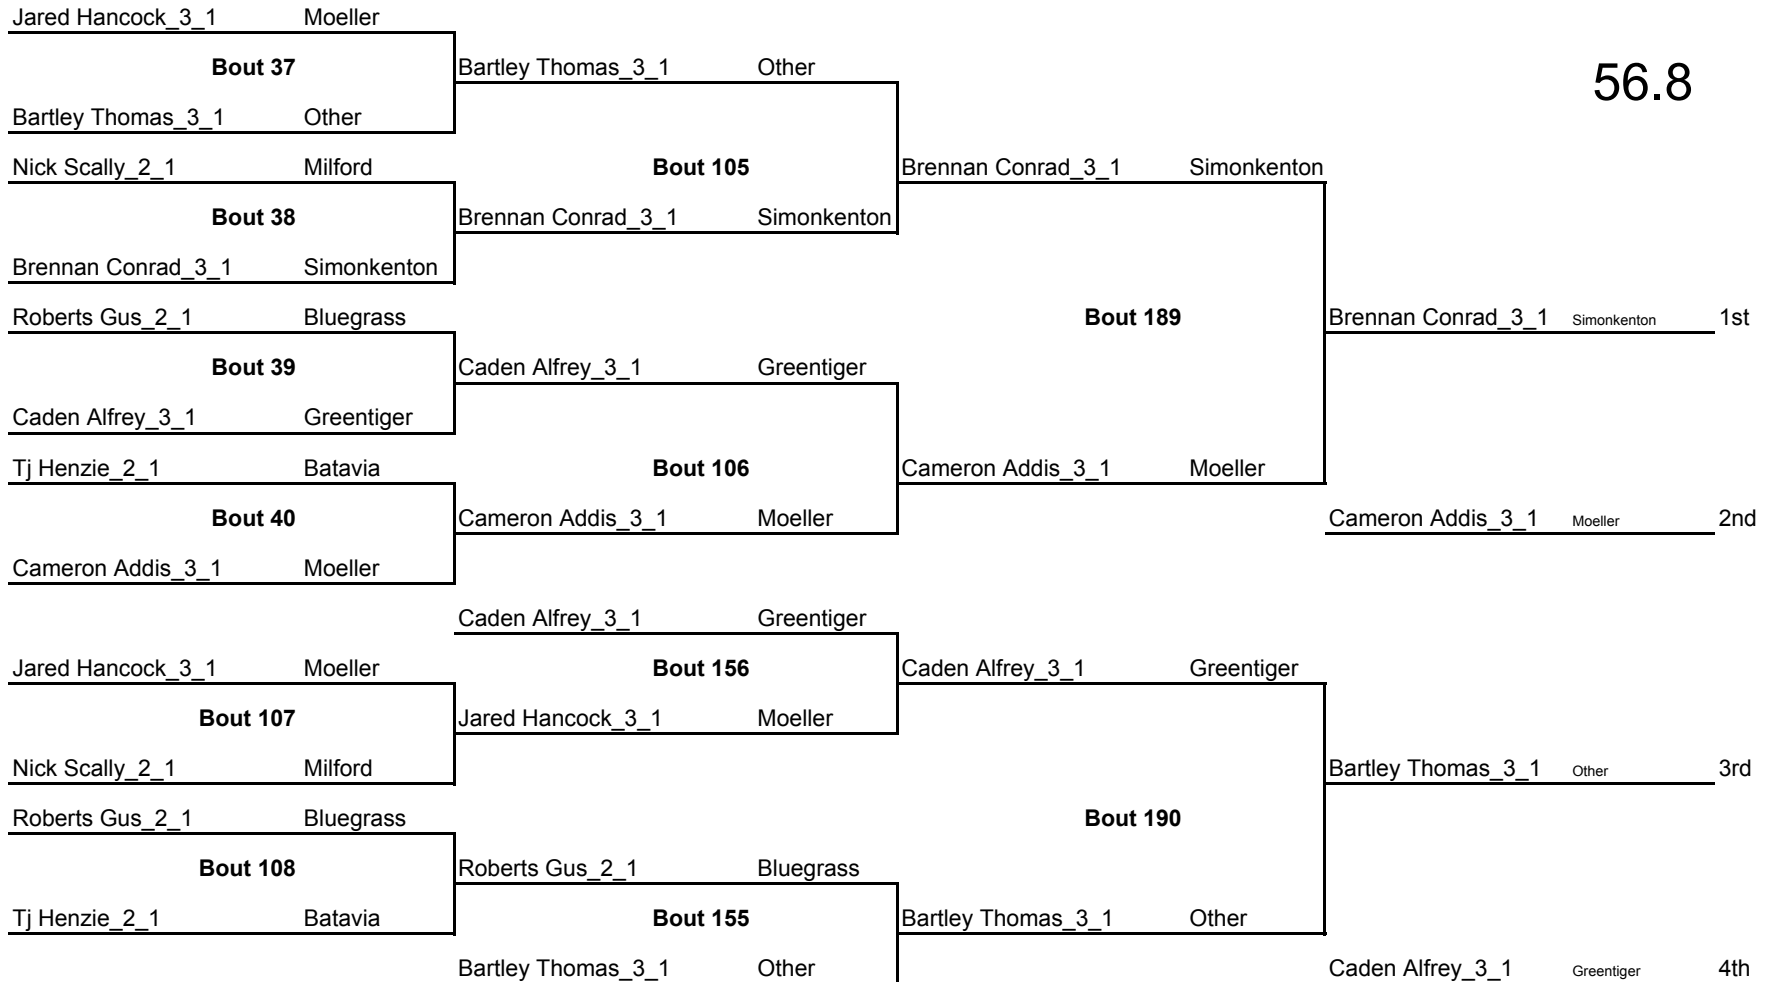 Jared Hancock_3_1 Moeller
Bout 37 Bartley Thomas_3_1 Other
56.8
Bartley Thomas_3_1 Other
Nick Scally_2_1 Milford Bout 105 Brennan Conrad_3_1 Simonkenton
Bout 38 Brennan Conrad_3_1 Simonkenton
Brennan Conrad_3_1 Simonkenton
Roberts Gus_2_1 Bluegrass Bout 189 Brennan Conrad_3_1 Simonkenton 1st
Bout 39 Caden Alfrey_3_1 Greentiger
Caden Alfrey_3_1 Greentiger
Tj Henzie_2_1 Batavia Bout 106 Cameron Addis_3_1 Moeller
Bout 40 Cameron Addis_3_1 Moeller Cameron Addis_3_1 Moeller 2nd
Cameron Addis_3_1 Moeller
Caden Alfrey_3_1 Greentiger
Jared Hancock_3_1 Moeller Bout 156 Caden Alfrey_3_1 Greentiger
Bout 107 Jared Hancock_3_1 Moeller
Nick Scally_2_1 Milford Bartley Thomas_3_1 Other 3rd
Roberts Gus_2_1 Bluegrass Bout 190
Bout 108 Roberts Gus_2_1 Bluegrass
Tj Henzie_2_1 Batavia Bout 155 Bartley Thomas_3_1 Other
Bartley Thomas_3_1 Other Caden Alfrey_3_1 Greentiger 4th